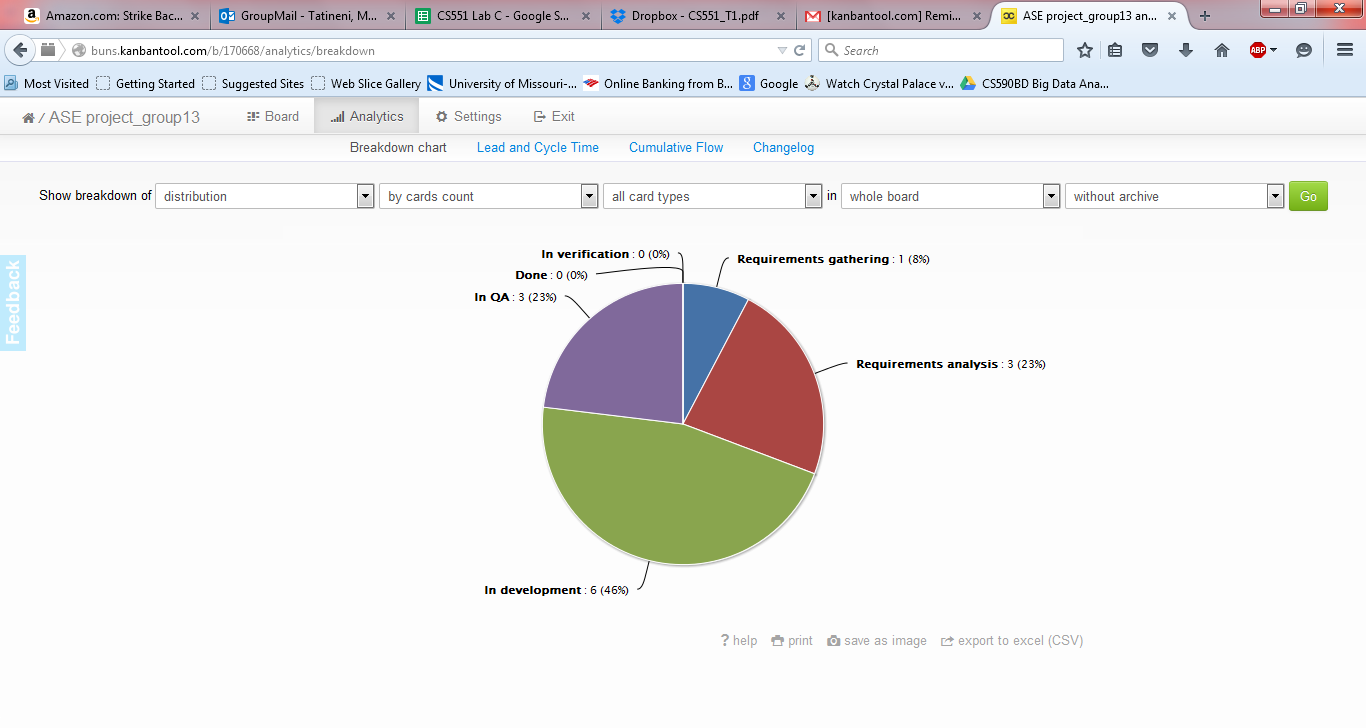 Amazon.com: Strike Bac... GroupMail - Tatineni, M... CS551 Lab C - Google S... Dropbox - CS551_T1.pdf [kanbantool.com] Remi... ASE project_group13 an...
buns.kanbantool.com/b/170668/analytics/breakdown Search ABP
Most Visited Getting Started Suggested Sites Web Slice Gallery University of Missouri-... Online Banking from B... Google Watch Crystal Palace v... CS590BD Big Data Ana...
/ ASE project_group13 Board Analytics Settings Exit
Breakdown chart Lead and Cycle Time Cumulative Flow Changelog
Show breakdown of distribution by cards count all card types in whole board without archive Go
In verification : 0 (0%)
Requirements gathering : 1 (8%)
Done : 0 (0%)
In QA : 3 (23%)
Feedback
Requirements analysis : 3 (23%)
In development : 6 (46%)
? help print save as image export to excel (CSV)